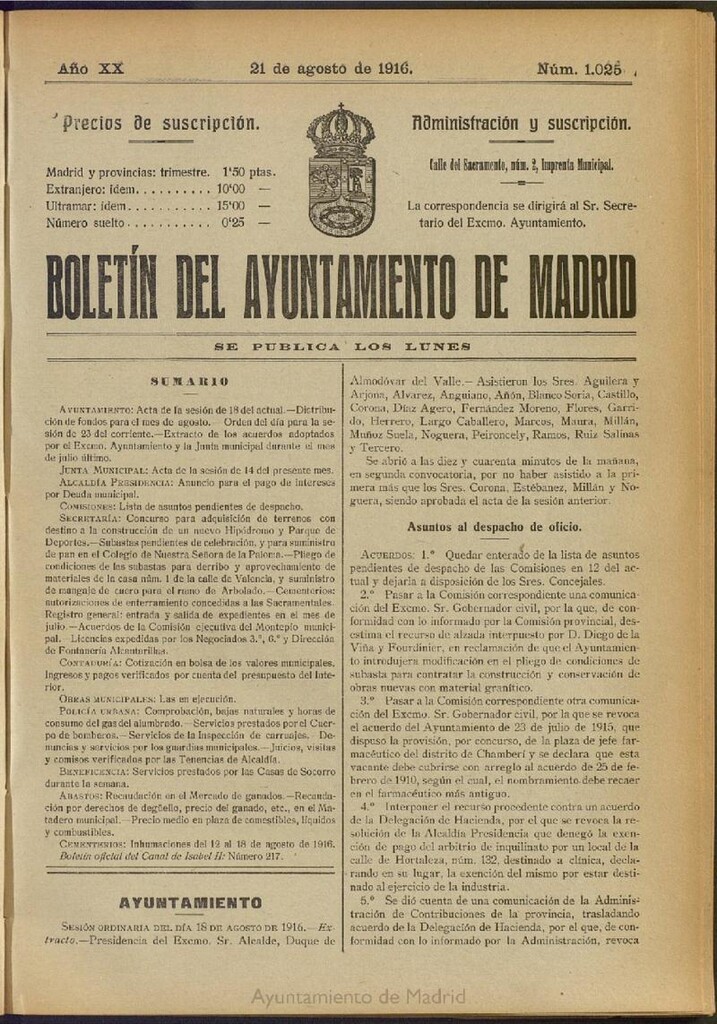 Año XX
21 de agosto de 1916.
Núm. 1.025
Precios de suscripción.
Madrid y provincias: trimestre. 1'50 ptas.
Extranjero: ídem.......... 10'00 —
Ultramar: ídem.......... 15'00 —
Número suelto........... 0'25 —
Administración y suscripción.
Calle del Sacramento, núm. 2, Imprenta Municipal.
La correspondencia se dirigirá al Sr. Secre-
tario del Excmo. Ayuntamiento.
BOLETÍN DEL AYUNTAMIENTO DE MADRID
SE PUBLICA LOS LUNES
SUMARIO
AYUNTAMIENTO: Acta de la sesión de 18 del actual.—Distribu-
ción de fondos para el mes de agosto.— Orden del día para la se-
sión de 23 del corriente.—Extracto de los acuerdos adoptados
por el Excmo. Ayuntamiento y la Junta municipal durante el mes
de julio último.
JUNTA MUNICIPAL: Acta de la sesión de 14 del presente mes.
ALCALDÍA PRESIDENCIA: Anuncio para el pago de intereses
por Deuda municipal.
COMISIONES: Lista de asuntos pendientes de despacho.
SECRETARÍA: Concurso para adquisición de terrenos con
destino a la construcción de un nuevo Hipódromo y Parque de
Deportes.—Subastas pendientes de celebración, y para suministro
de pan en el Colegio de Nuestra Señora de la Paloma.—Pliego de
condiciones de las subastas para derribo y aprovechamiento de
materiales de la casa núm. 1 de la calle de Valencia, y suministro
de mangaje de cuero para el ramo de Arbolado.—Cementerios:
autorizaciones de enterramiento concedidas a las Sacramentales.
Registro general: entrada y salida de expedientes en el mes de
julio.—Acuerdos de la Comisión ejecutiva del Montepío munici-
pal.—Licencias expedidas por los Negociados 3.º, 6.º y Dirección
de Fontanería Alcantarillas.
CONTADURÍA: Cotización en bolsa de los valores municipales.
Ingresos y pagos verificados por cuenta del presupuesto del Inte-
rior.
OBRAS MUNICIPALES: Las en ejecución.
POLICÍA URBANA: Comprobación, bajas naturales y horas de
consumo del gas del alumbrado.—Servicios prestados por el Cuer-
po de bomberos.—Servicios de la Inspección de carruajes.—De-
nuncias y servicios por los guardias municipales.—Juicios, visitas
y comisos verificados por las Tenencias de Alcaldía.
BENEFICENCIA: Servicios prestados por las Casas de Socorro
durante la semana.
ABASTOS: Recaudación en el Mercado de ganados.—Recauda-
ción por derechos de degüello, precio del ganado, etc., en el Ma-
tadero municipal.—Precio medio en plaza de comestibles, líquidos
y combustibles.
CEMENTERIOS: Inhumaciones del 12 al 18 de agosto de 1916.
Boletín oficial del Canal de Isabel II: Número 217.
AYUNTAMIENTO
SESIÓN ORDINARIA DEL DÍA 18 DE AGOSTO DE 1916.—Ex-
tracto.—Presidencia del Excmo. Sr. Alcalde, Duque de
Almodóvar del Valle.—Asistieron los Sres. Aguilera y
Arjona, Alvarez, Anguiano, Añón, Blanco Soria, Castillo,
Corona, Díaz Agero, Fernández Moreno, Flores, Garri-
do, Herrero, Largo Caballero, Marcos, Maura, Millán,
Muñoz Suela, Noguera, Peironcely, Ramos, Ruiz Salinas
y Tercero.
Se abrió a las diez y cuarenta minutos de la mañana,
en segunda convocatoria, por no haber asistido a la pri-
mera más que los Sres. Corona, Estébanez, Millán y No-
guera, siendo aprobada el acta de la sesión anterior.
Asuntos al despacho de oficio.
ACUERDOS: 1.º Quedar enterado de la lista de asuntos
pendientes de despacho de las Comisiones en 12 del ac-
tual y dejarla a disposición de los Sres. Concejales.
2.º Pasar a la Comisión correspondiente una comunica-
ción del Excmo. Sr. Gobernador civil, por la que, de con-
formidad con lo informado por la Comisión provincial, des-
estima el recurso de alzada interpuesto por D. Diego de la
Viña y Fourdinier, en reclamación de que el Ayuntamien-
to introdujera modificación en el pliego de condiciones de
subasta para contratar la construcción y conservación de
obras nuevas con material granítico.
3.º Pasar a la Comisión correspondiente otra comunica-
ción del Excmo. Sr. Gobernador civil, por la que se revoca
el acuerdo del Ayuntamiento de 23 de julio de 1915, que
dispuso la provisión, por concurso, de la plaza de jefe far-
macéutico del distrito de Chamberí y se declara que esta
vacante debe cubrirse con arreglo al acuerdo de 25 de fe-
brero de 1910, según el cual, el nombramiento debe recaer
en el farmacéutico más antiguo.
4.º Interponer el recurso procedente contra un acuerdo
de la Delegación de Hacienda, por el que se revoca la re-
solución de la Alcaldía Presidencia que denegó la exen-
ción de pago del arbitrio de inquilinato por un local de la
calle de Hortaleza, núm. 132, destinado a clínica, decla-
rando en su lugar, la exención del mismo por estar desti-
nado al ejercicio de la industria.
5.º Se dió cuenta de una comunicación de la Adminis-
tración de Contribuciones de la provincia, trasladando
acuerdo de la Delegación de Hacienda, por el que, de con-
formidad con lo informado por la Administración, revoca
Ayuntamiento de Madrid